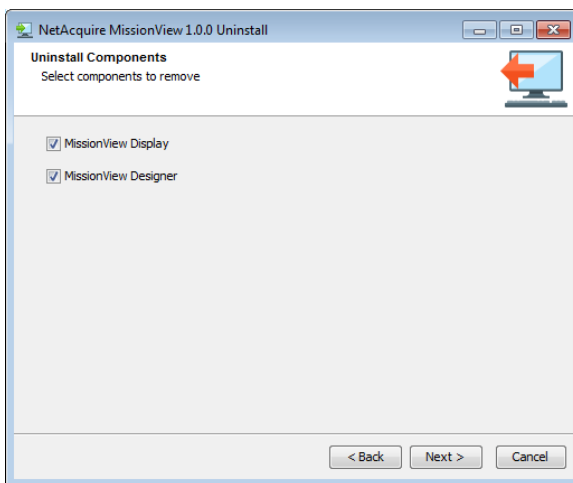 NetAcquire MissionView 1.0.0 Uninstall
Uninstall Components
Select components to remove
MissionView Display
MissionView Designer
< Back Next > Cancel